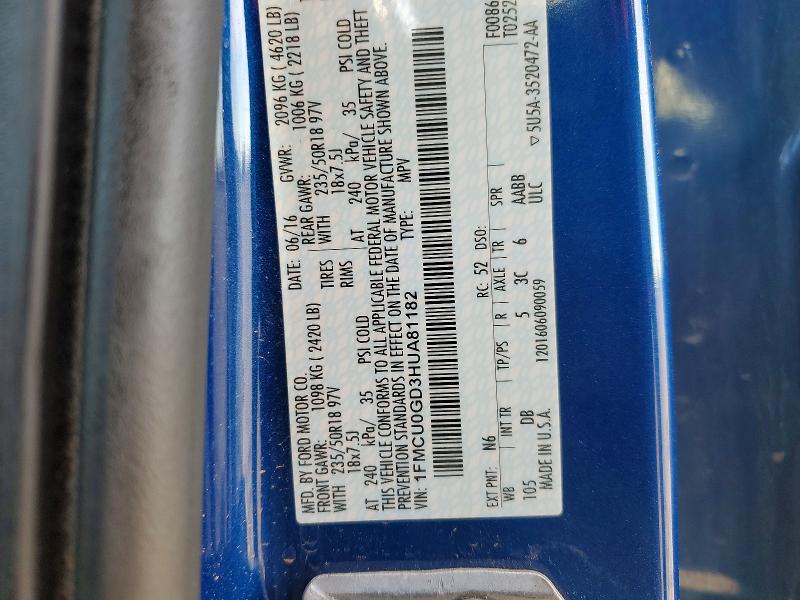 MFD. BY FORD MOTOR CO. DATE: 06/16 GVWR: 2096 KG ( 4620 LB)
FRONT GAWR: 1098 KG ( 2420 LB) REAR GAWR: 1006 KG ( 2218 LB)
WITH 235/50R18 97V TIRES WITH 235/50R18 97V
18x7.5J RIMS 18x7.5J
AT 240 kPa/ 35 PSI COLD AT 240 kPa/ 35 PSI COLD
THIS VEHICLE CONFORMS TO ALL APPLICABLE FEDERAL MOTOR VEHICLE SAFETY AND THEFT
PREVENTION STANDARDS IN EFFECT ON THE DATE OF MANUFACTURE SHOWN ABOVE.
VIN: 1FMCU0GD3HUA81182 TYPE: MPV
F0086
T0252
EXT PNT: N6 RC: 52 DSO:
WB INT TR TP/PS R AXLE TR SPR
105 DB 5 3C 6 AABB
MADE IN U.S.A. 1201606090059 ULC
▽5U5A-3520472-AA